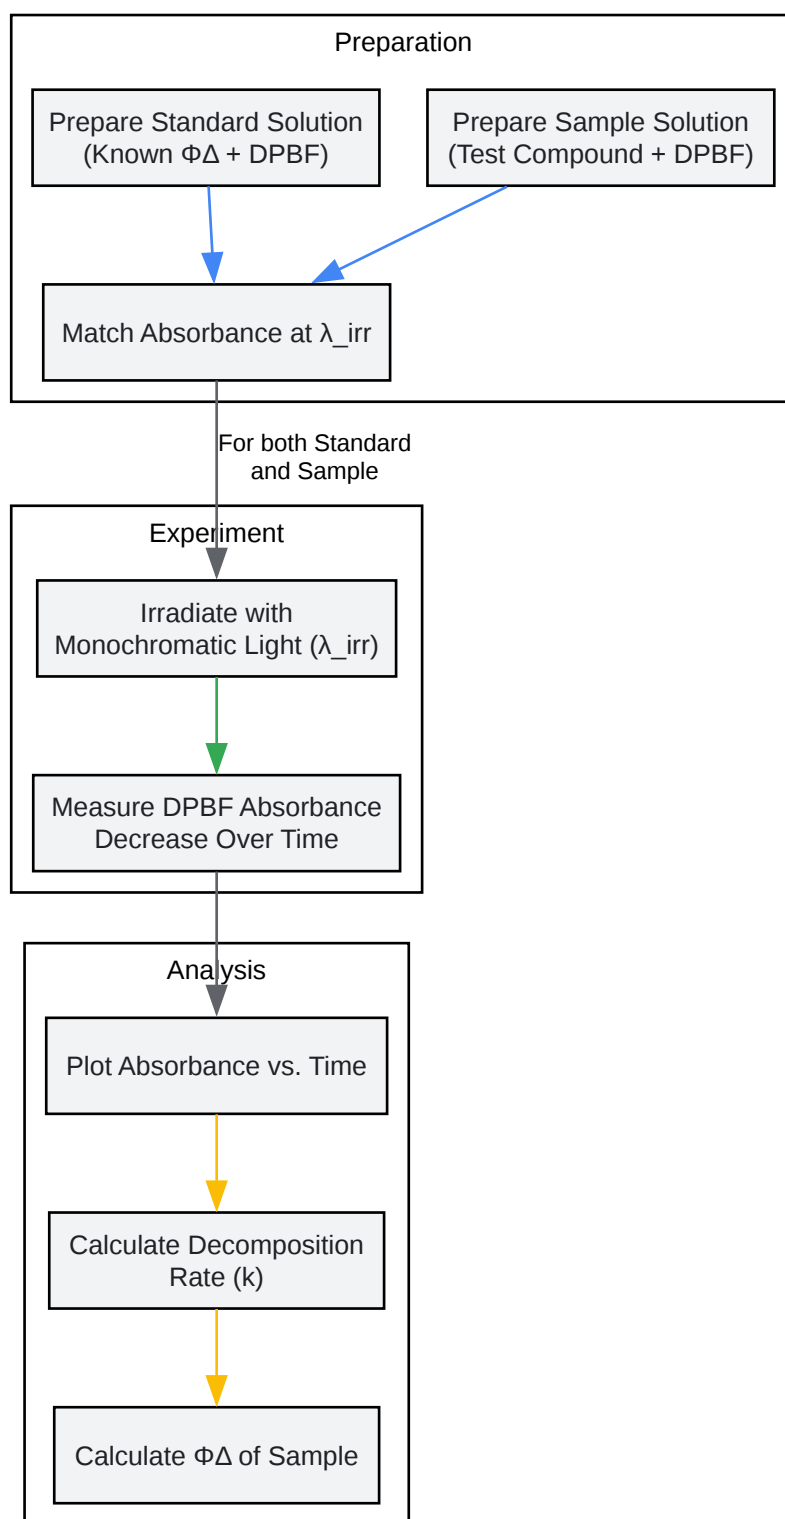 Preparation
Prepare Standard Solution
(Known ΦΔ + DPBF)
Prepare Sample Solution
(Test Compound + DPBF)
Match Absorbance at λ_irr
For both Standard
and Sample
Experiment
Irradiate with
Monochromatic Light (λ_irr)
Measure DPBF Absorbance
Decrease Over Time
Analysis
Plot Absorbance vs. Time
Calculate Decomposition
Rate (k)
Calculate ΦΔ of Sample